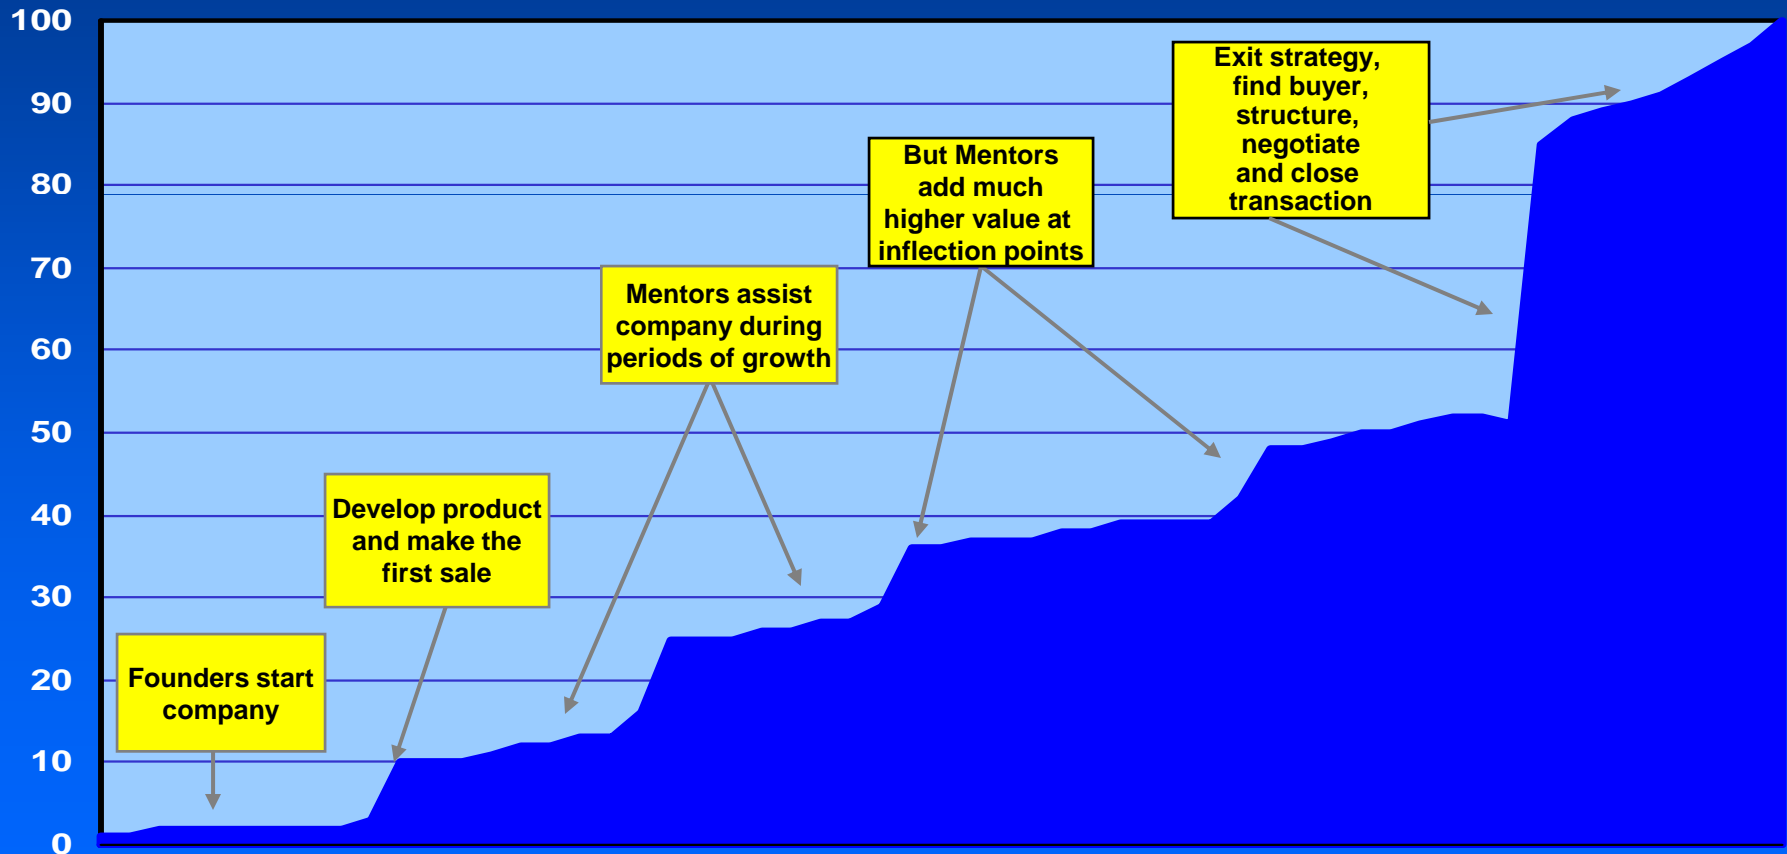 100
90
80
70
60
50
40
30
20
10
0
Founders start
company
Develop product
and make the
first sale
Mentors assist
company during
periods of growth
But Mentors
add much
higher value at
inflection points
Exit strategy,
find buyer,
structure,
negotiate
and close
transaction